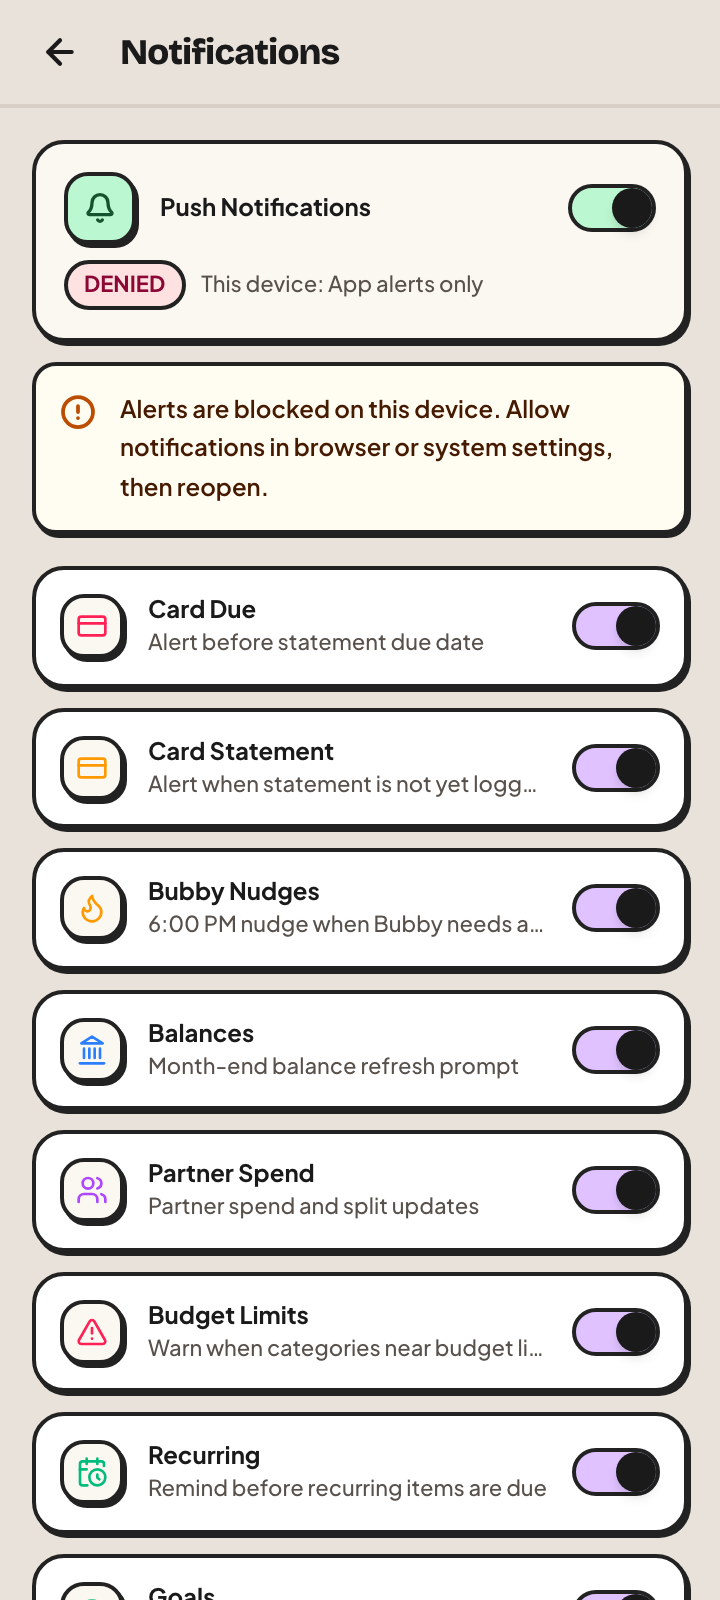 Notifications
Push Notifications
DENIED This device: App alerts only
Alerts are blocked on this device. Allow
notifications in browser or system settings,
then reopen.
Card Due
Alert before statement due date
Card Statement
Alert when statement is not yet logg...
Bubby Nudges
6:00 PM nudge when Bubby needs a...
Balances
Month-end balance refresh prompt
Partner Spend
Partner spend and split updates
Budget Limits
Warn when categories near budget li...
Recurring
Remind before recurring items are due
Goals